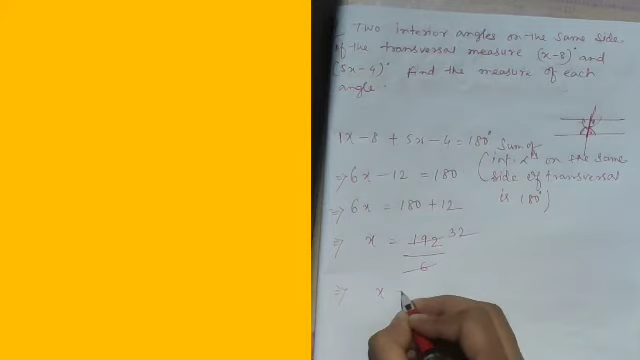 Two interior angles on the same side
of the transversal measure (x-8)° and
(5x-4)° Find the measure of each
angle.
1x-8 + 5x-4 = 180°
(Sum of
int. ∠s on the same
side of transversal
is 180°)
⇒ 6x - 12 = 180
⇒ 6x = 180 + 12
⇒ x = 192 32
6
⇒ x